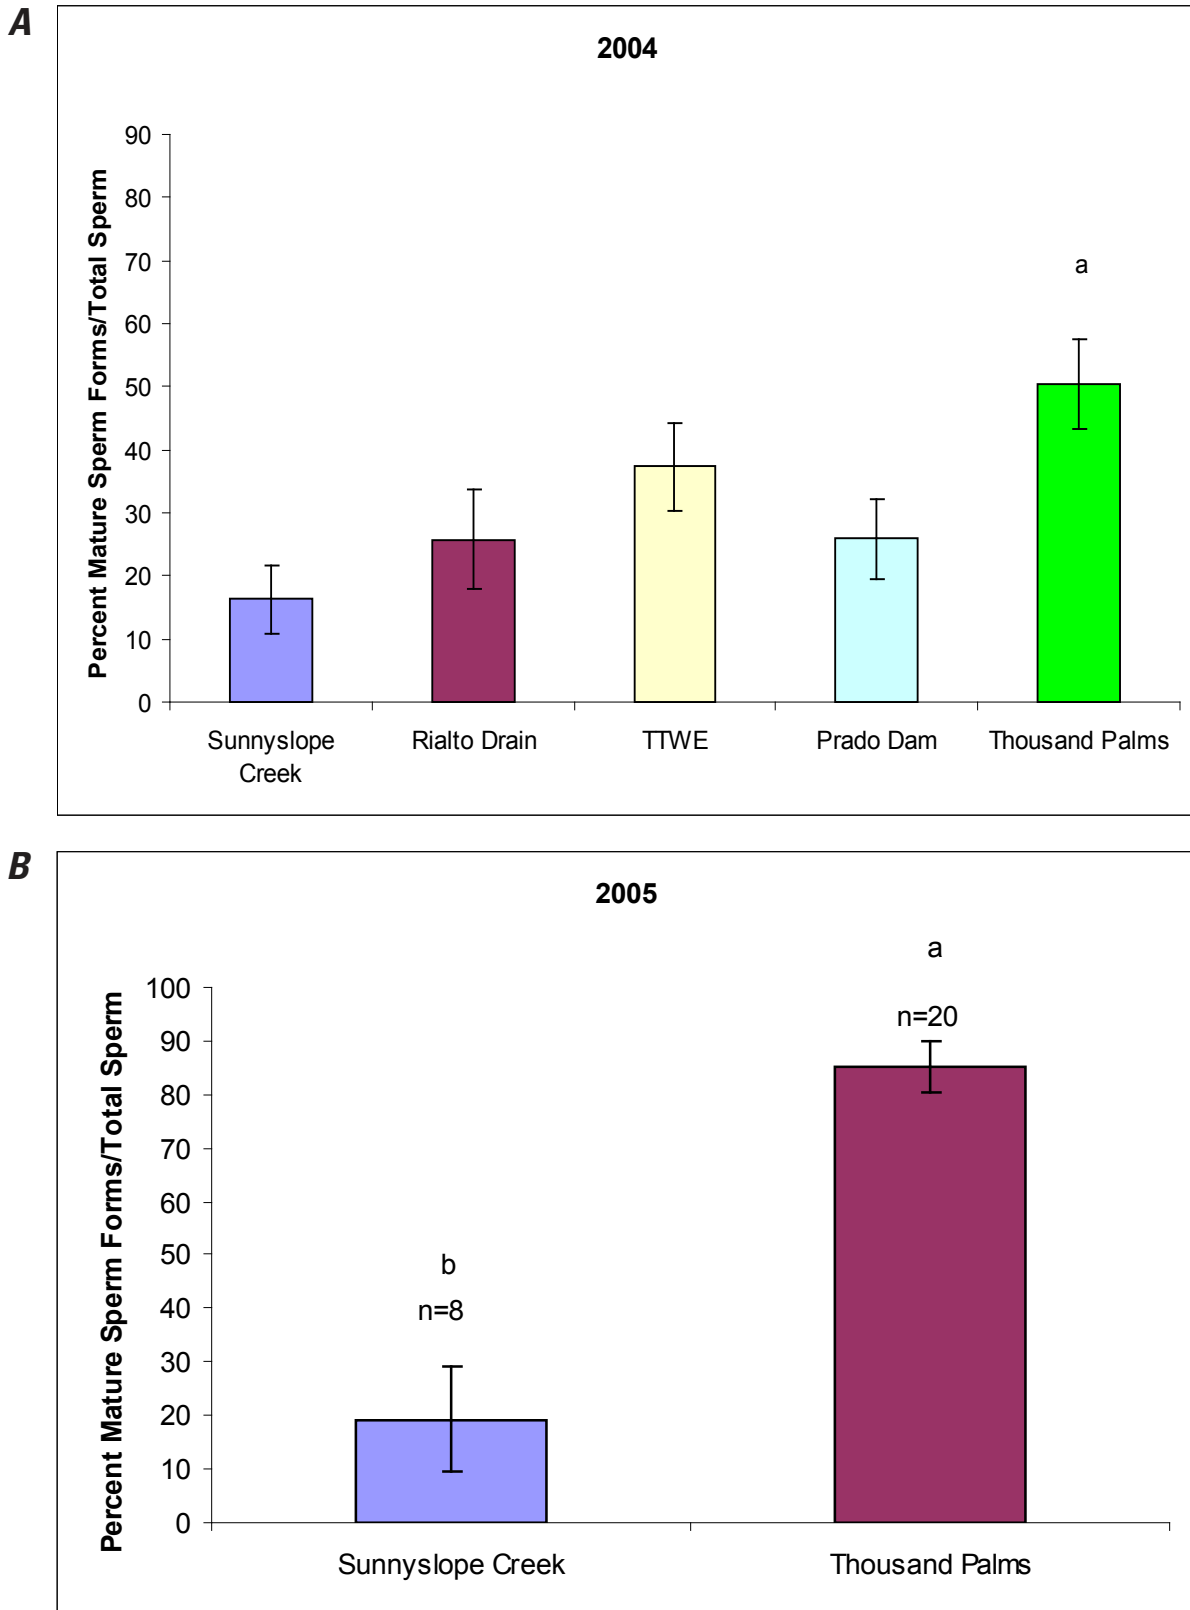 A
2004
Percent Mature Sperm Forms/Total Sperm
90
80
70
60
50
40
30
20
10
0
a
Sunnyslope
Creek
Rialto Drain
TTWE
Prado Dam
Thousand Palms
B
2005
Percent Mature Sperm Forms/Total Sperm
100
90
80
70
60
50
40
30
20
10
0
b
n=8
a
n=20
Sunnyslope Creek
Thousand Palms